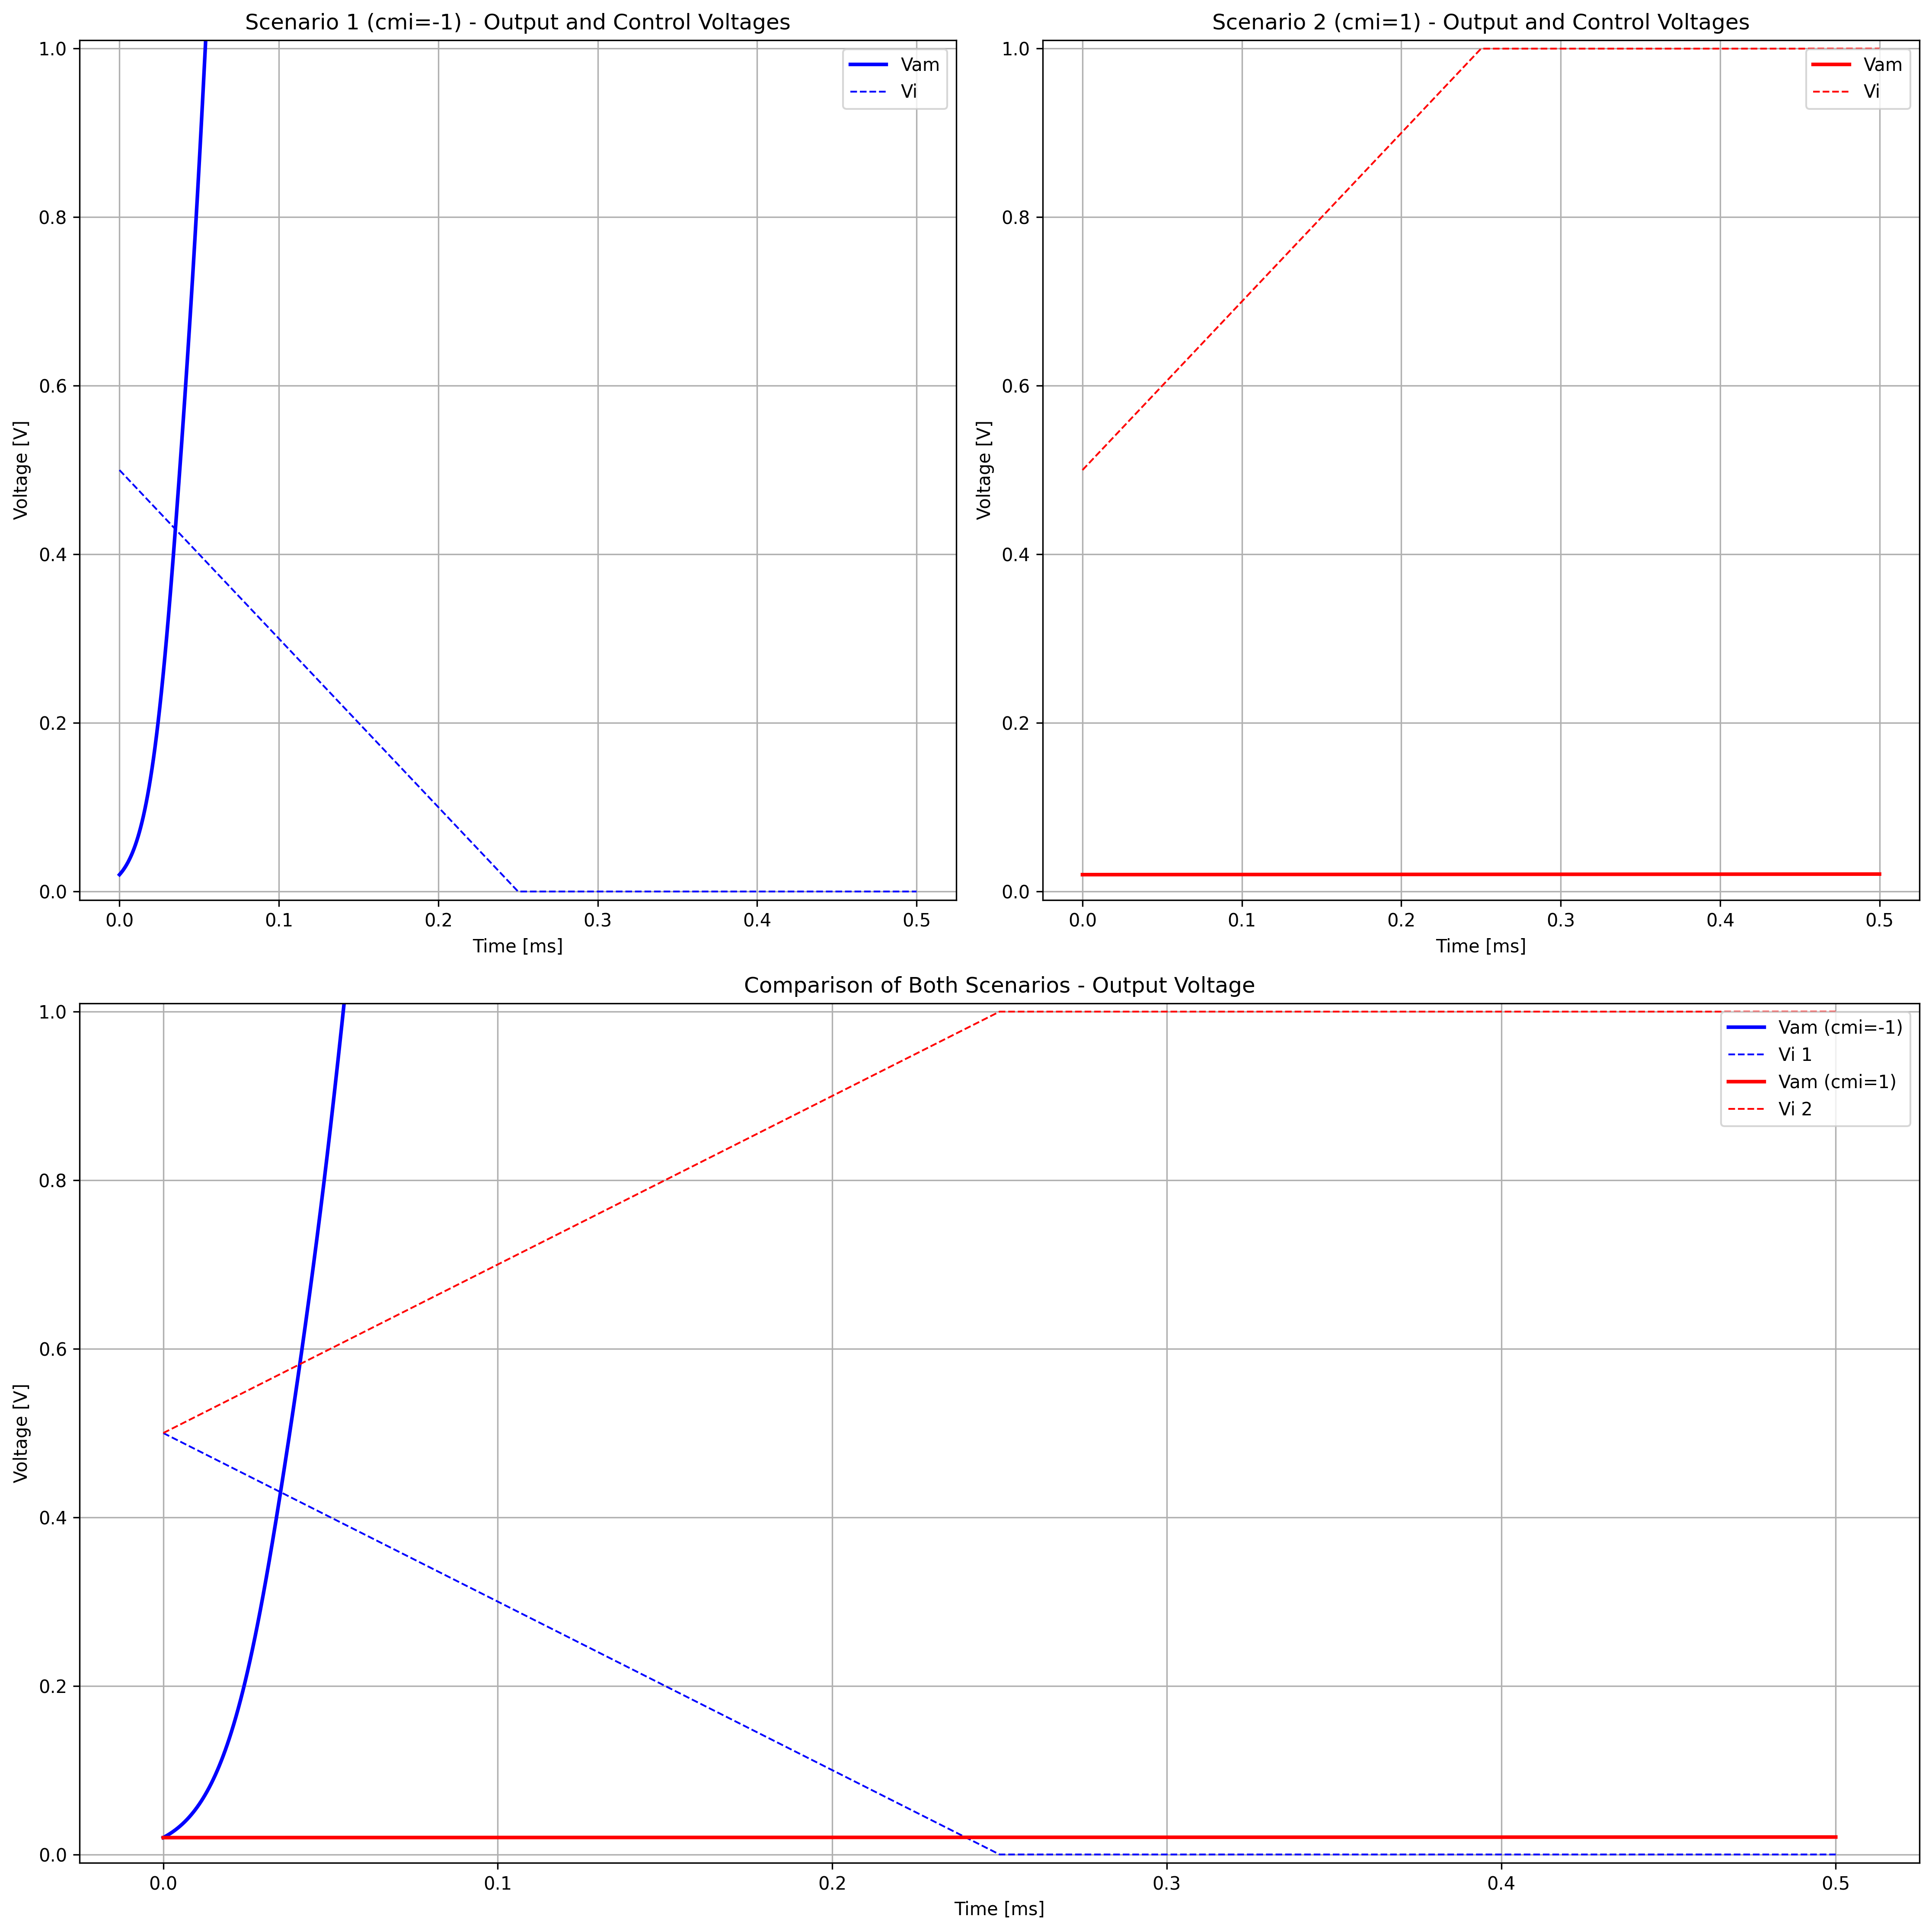 Scenario 1 (cmi=-1) - Output and Control Voltages
Voltage [V]
1.0
0.8
0.6
0.4
0.2
0.0
0.0 0.1 0.2 0.3 0.4 0.5
Time [ms]
Vam
Vi
Scenario 2 (cmi=1) - Output and Control Voltages
Voltage [V]
1.0
0.8
0.6
0.4
0.2
0.0
0.0 0.1 0.2 0.3 0.4 0.5
Time [ms]
Vam
Vi
Comparison of Both Scenarios - Output Voltage
Voltage [V]
1.0
0.8
0.6
0.4
0.2
0.0
0.0 0.1 0.2 0.3 0.4 0.5
Time [ms]
Vam (cmi=-1)
Vi 1
Vam (cmi=1)
Vi 2